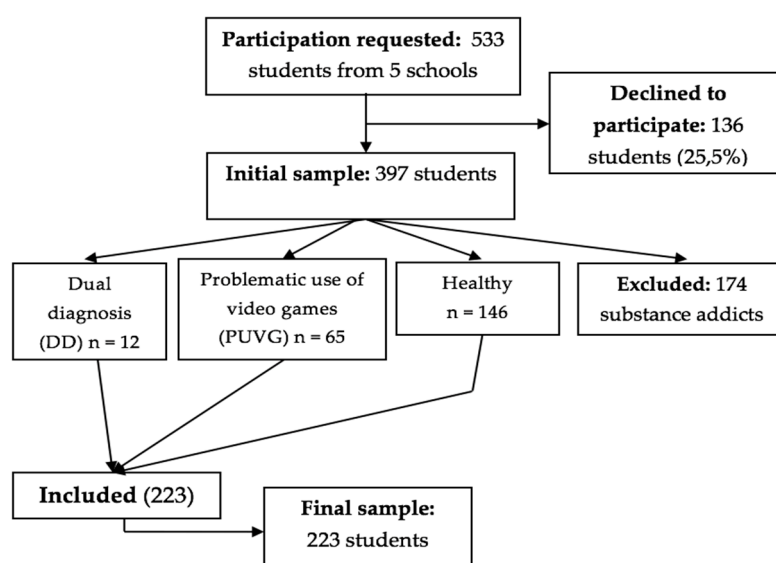 Participation requested: 533
students from 5 schools
Declined to
participate: 136
students (25,5%)
Initial sample: 397 students
Dual
diagnosis
(DD) n = 12
Problematic use of
video games
(PUVG) n = 65
Healthy
n = 146
Excluded: 174
substance addicts
Included (223)
Final sample:
223 students